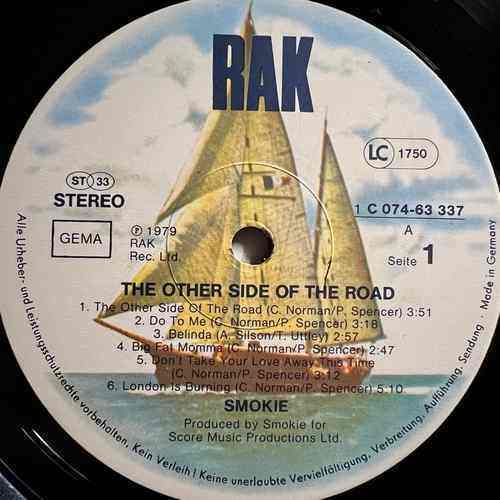 RAK
LC 1750
ST 33
STEREO
GEMA
℗ 1979
RAK
Rec. Ltd.
1 C 074-63 337
A
Seite 1
THE OTHER SIDE OF THE ROAD
1. The Other Side Of The Road (C. Norman/P. Spencer) 3:51
2. Do To Me (C. Norman/P. Spencer) 3:18
3. Belinda (A. Silson/T. Uttley) 2:57
4. Big Fat Momma (C. Norman/P. Spencer) 2:47
5. Don't Take Your Love Away This Time
(C. Norman/P. Spencer) 3:12
6. London Is Burning (C. Norman/P. Spencer) 5:10
SMOKIE
Produced by Smokie for
Score Music Productions Ltd.
Alle Urheber- und Leistungsschutzrechte vorbehalten. Kein Verleih! Keine unerlaubte Vervielfältigung, Verbreitung, Aufführung, Sendung · Made in Germany